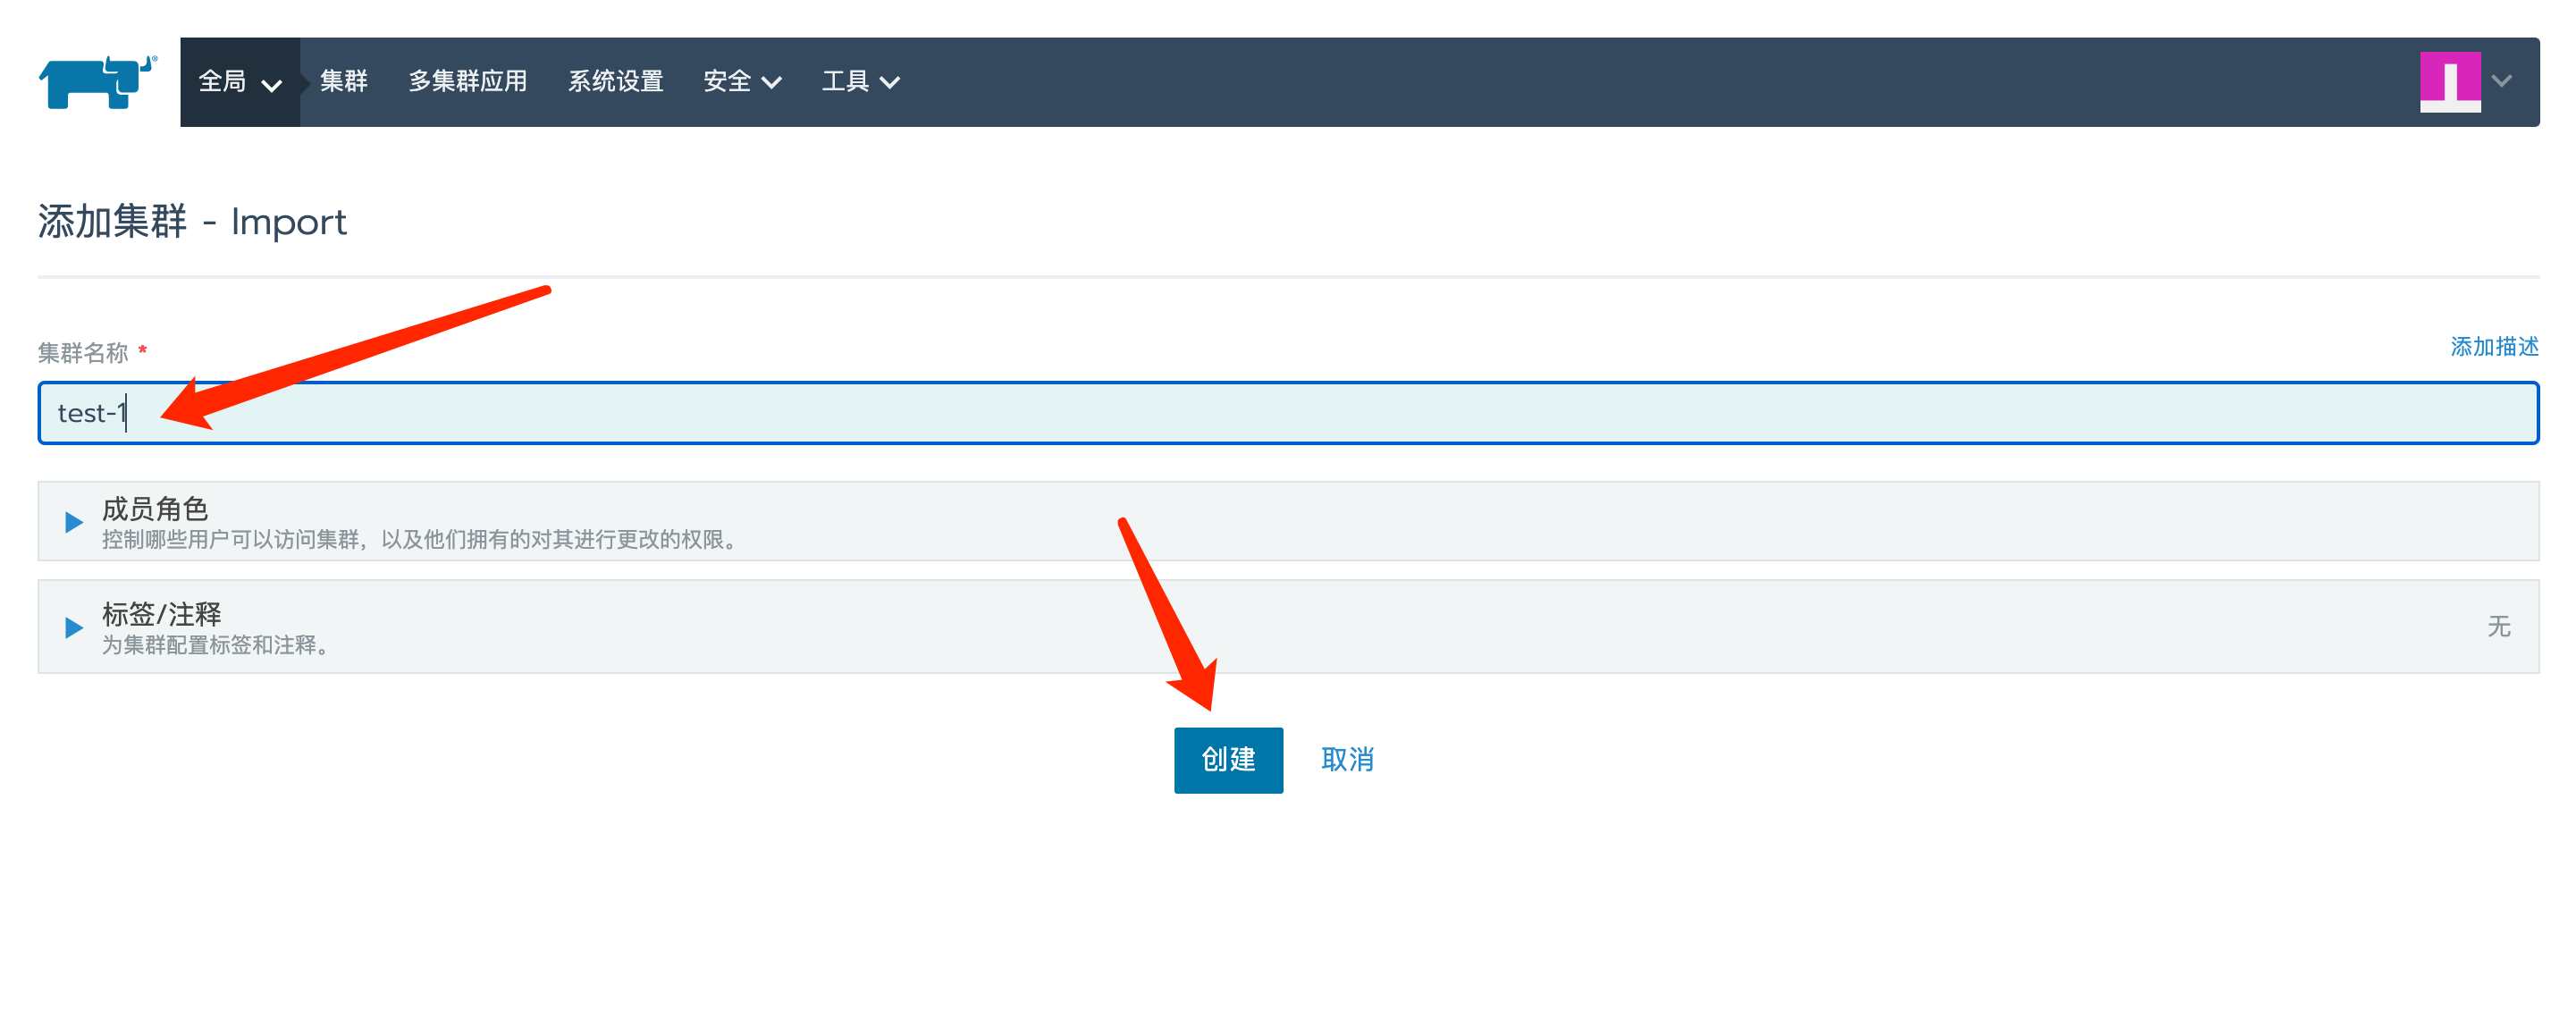 全局 集群 多集群应用 系统设置 安全 工具
添加集群 - Import
集群名称 * 添加描述
test-1
成员角色
控制哪些用户可以访问集群，以及他们拥有的对其进行更改的权限。
标签/注释
为集群配置标签和注释。
无
创建 取消